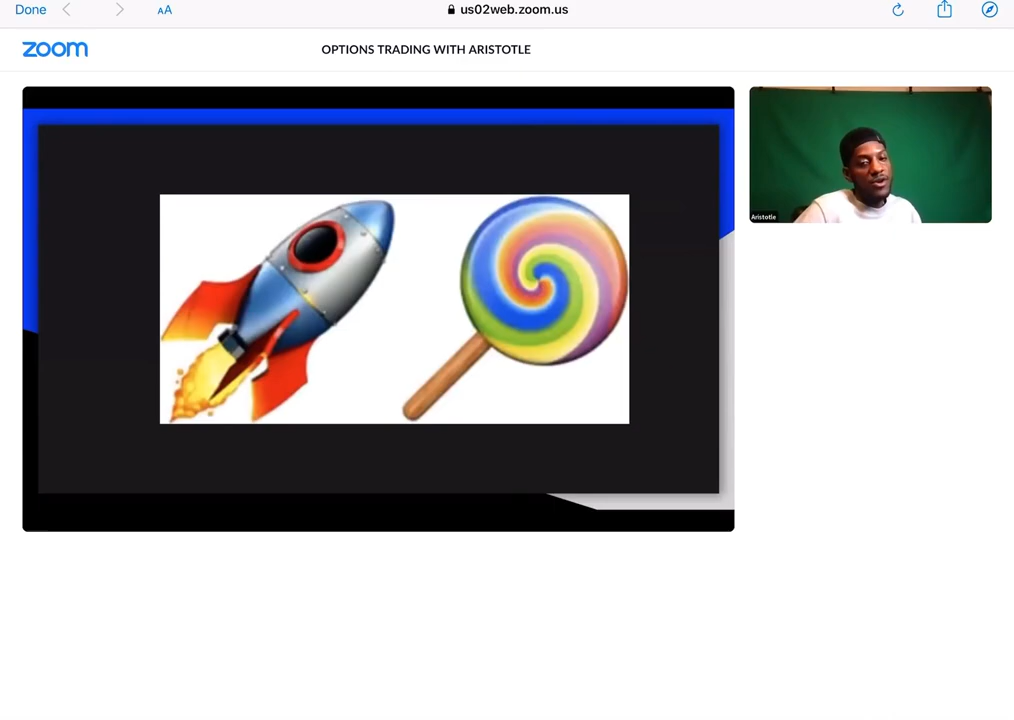 Done
AA
us02web.zoom.us
zoom
OPTIONS TRADING WITH ARISTOTLE
Aristotle